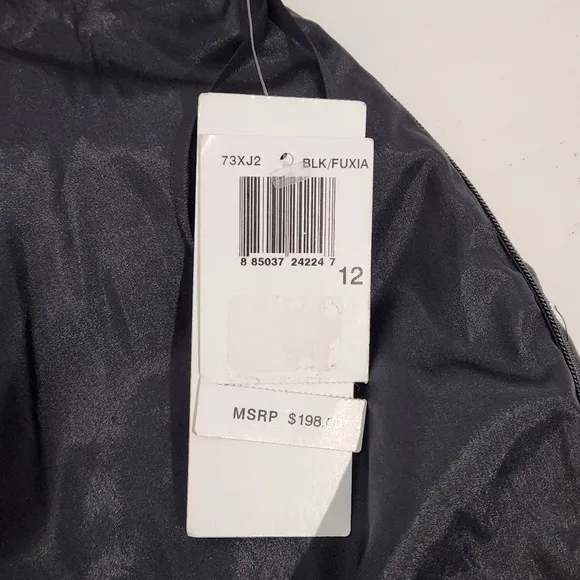 73XJ2 BLK/FUXIA
8 85037 24224 7
12
MSRP $198.00